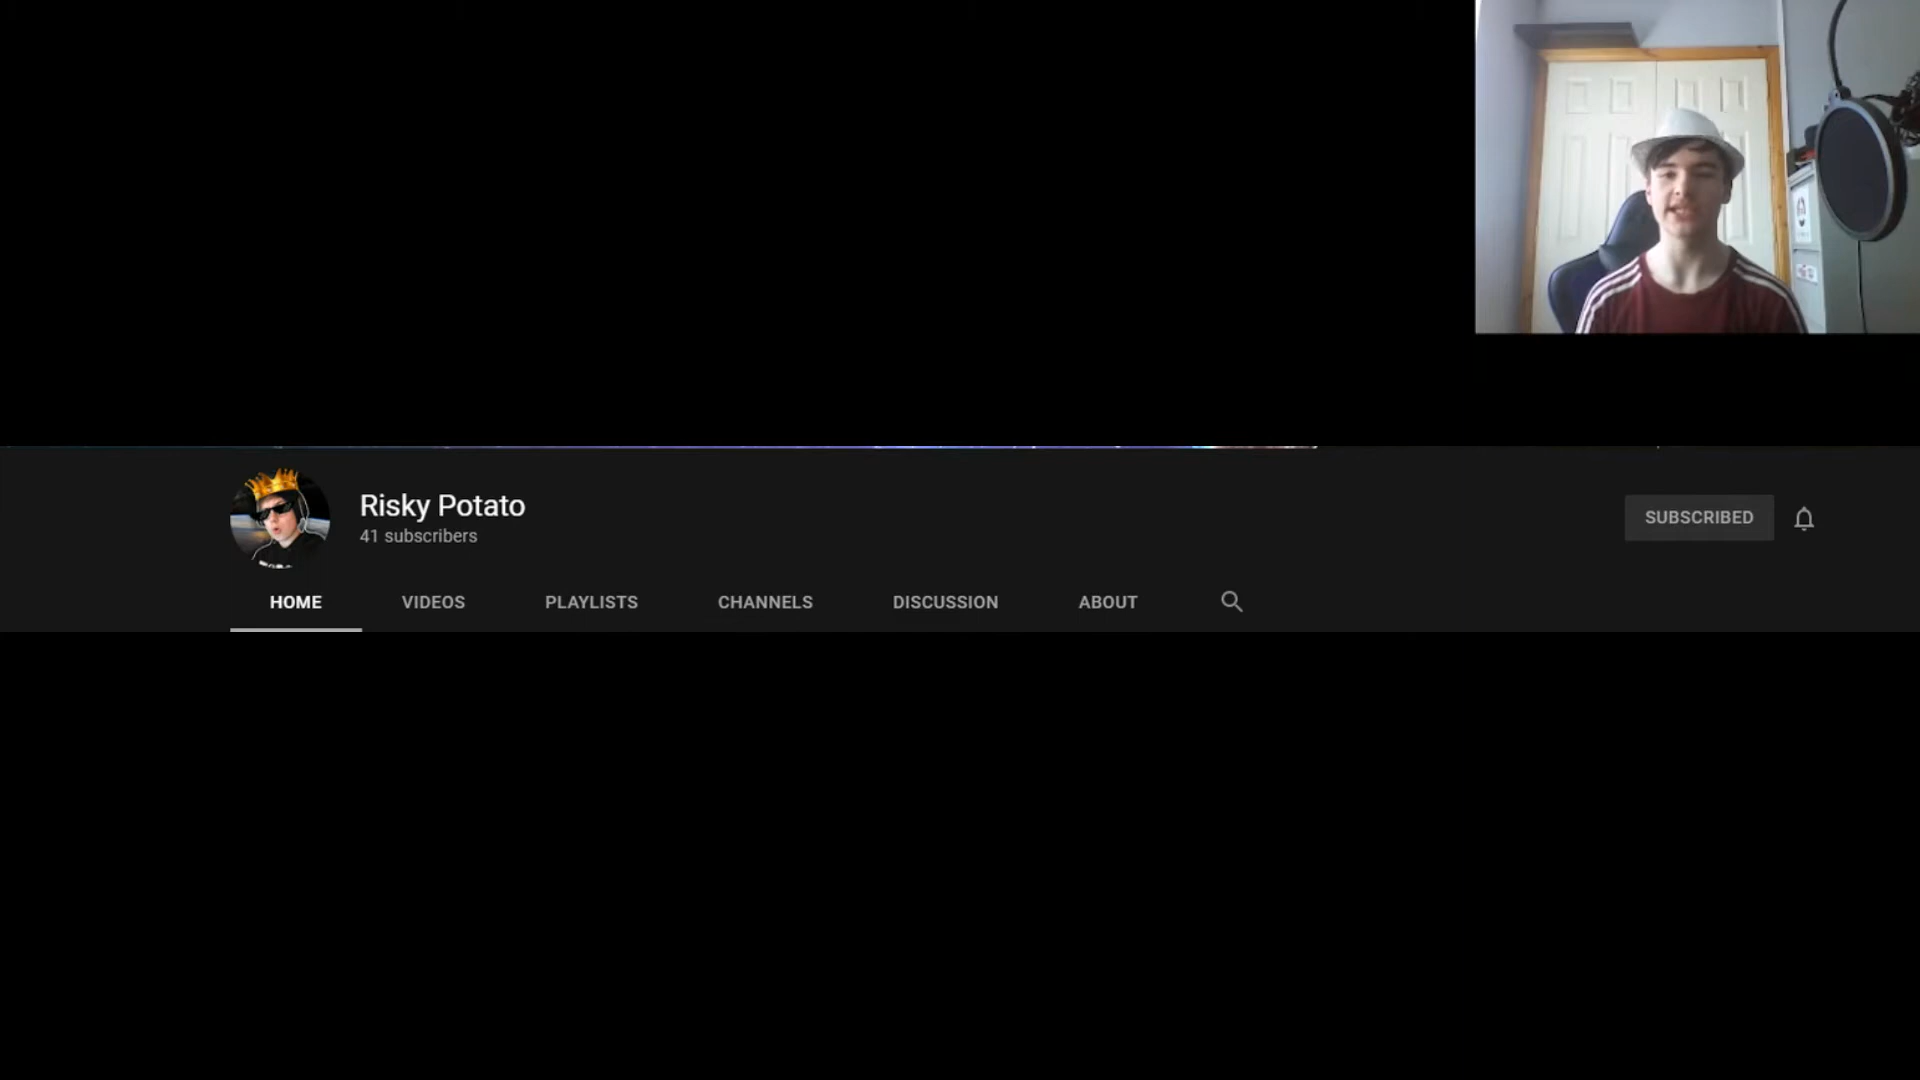 Risky Potato
41 subscribers
SUBSCRIBED
HOME VIDEOS PLAYLISTS CHANNELS DISCUSSION ABOUT